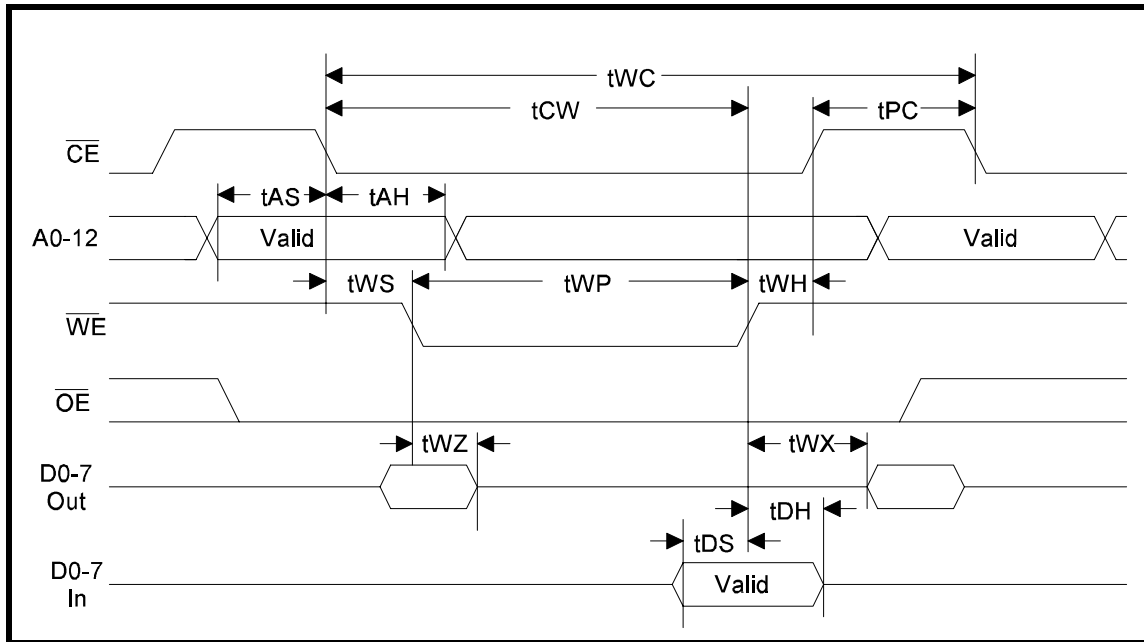 tWC
tCW tPC
CE
tAS tAH
A0-12 Valid Valid
tWS tWP tWH
WE
OE
tWZ tWX
D0-7
Out
tDH
tDS
D0-7
In
Valid